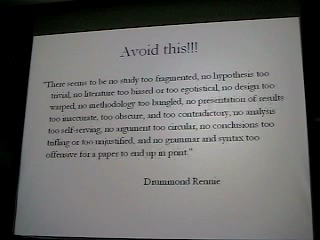 Avoid this!!!
"There seems to be no study too fragmented, no hypothesis too
trivial, no literature too biased or too egotistical, no design too
warped, no methodology too bungled, no presentation of results
too inaccurate, too obscure, and too contradictory, no analysis
too self-serving, no argument too circular, no conclusions too
trifling or too unjustified, and no grammar and syntax too
offensive for a paper to end up in print."
Drummond Rennie